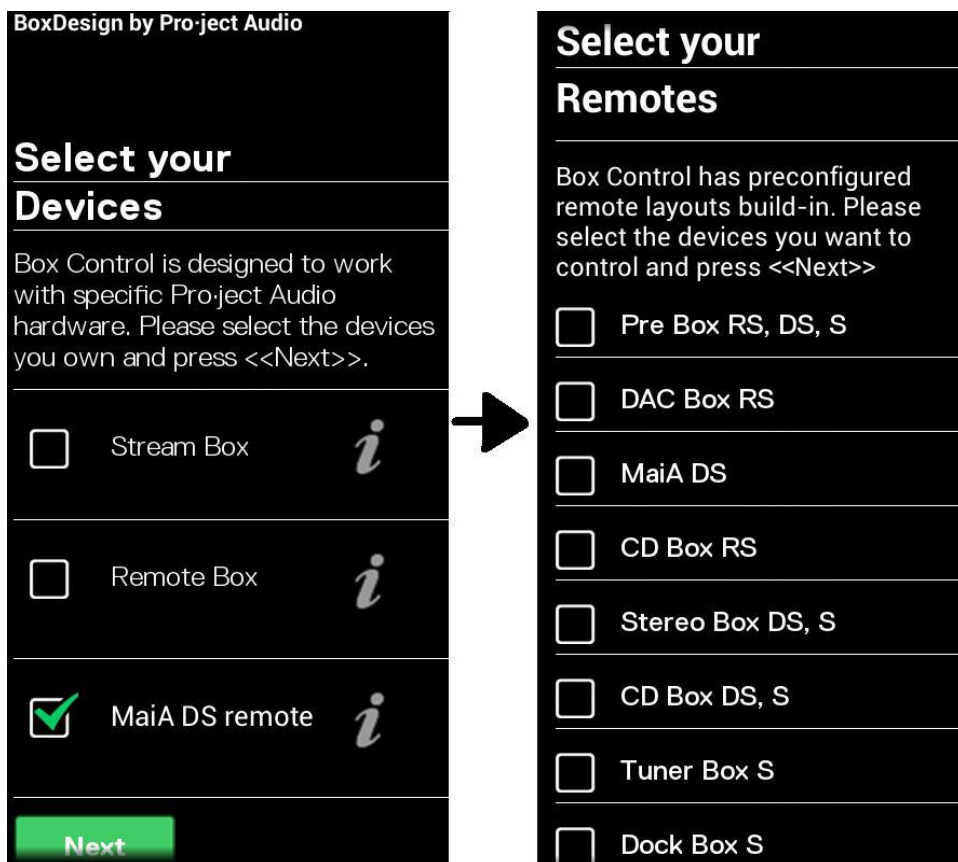 BoxDesign by Pro·ject Audio
Select your
Devices
Box Control is designed to work
with specific Pro·ject Audio
hardware. Please select the devices
you own and press <<Next>>.
Stream Box
Remote Box
MaiA DS remote
Next
Select your
Remotes
Box Control has preconfigured
remote layouts build-in. Please
select the devices you want to
control and press <<Next>>
Pre Box RS, DS, S
DAC Box RS
MaiA DS
CD Box RS
Stereo Box DS, S
CD Box DS, S
Tuner Box S
Dock Box S